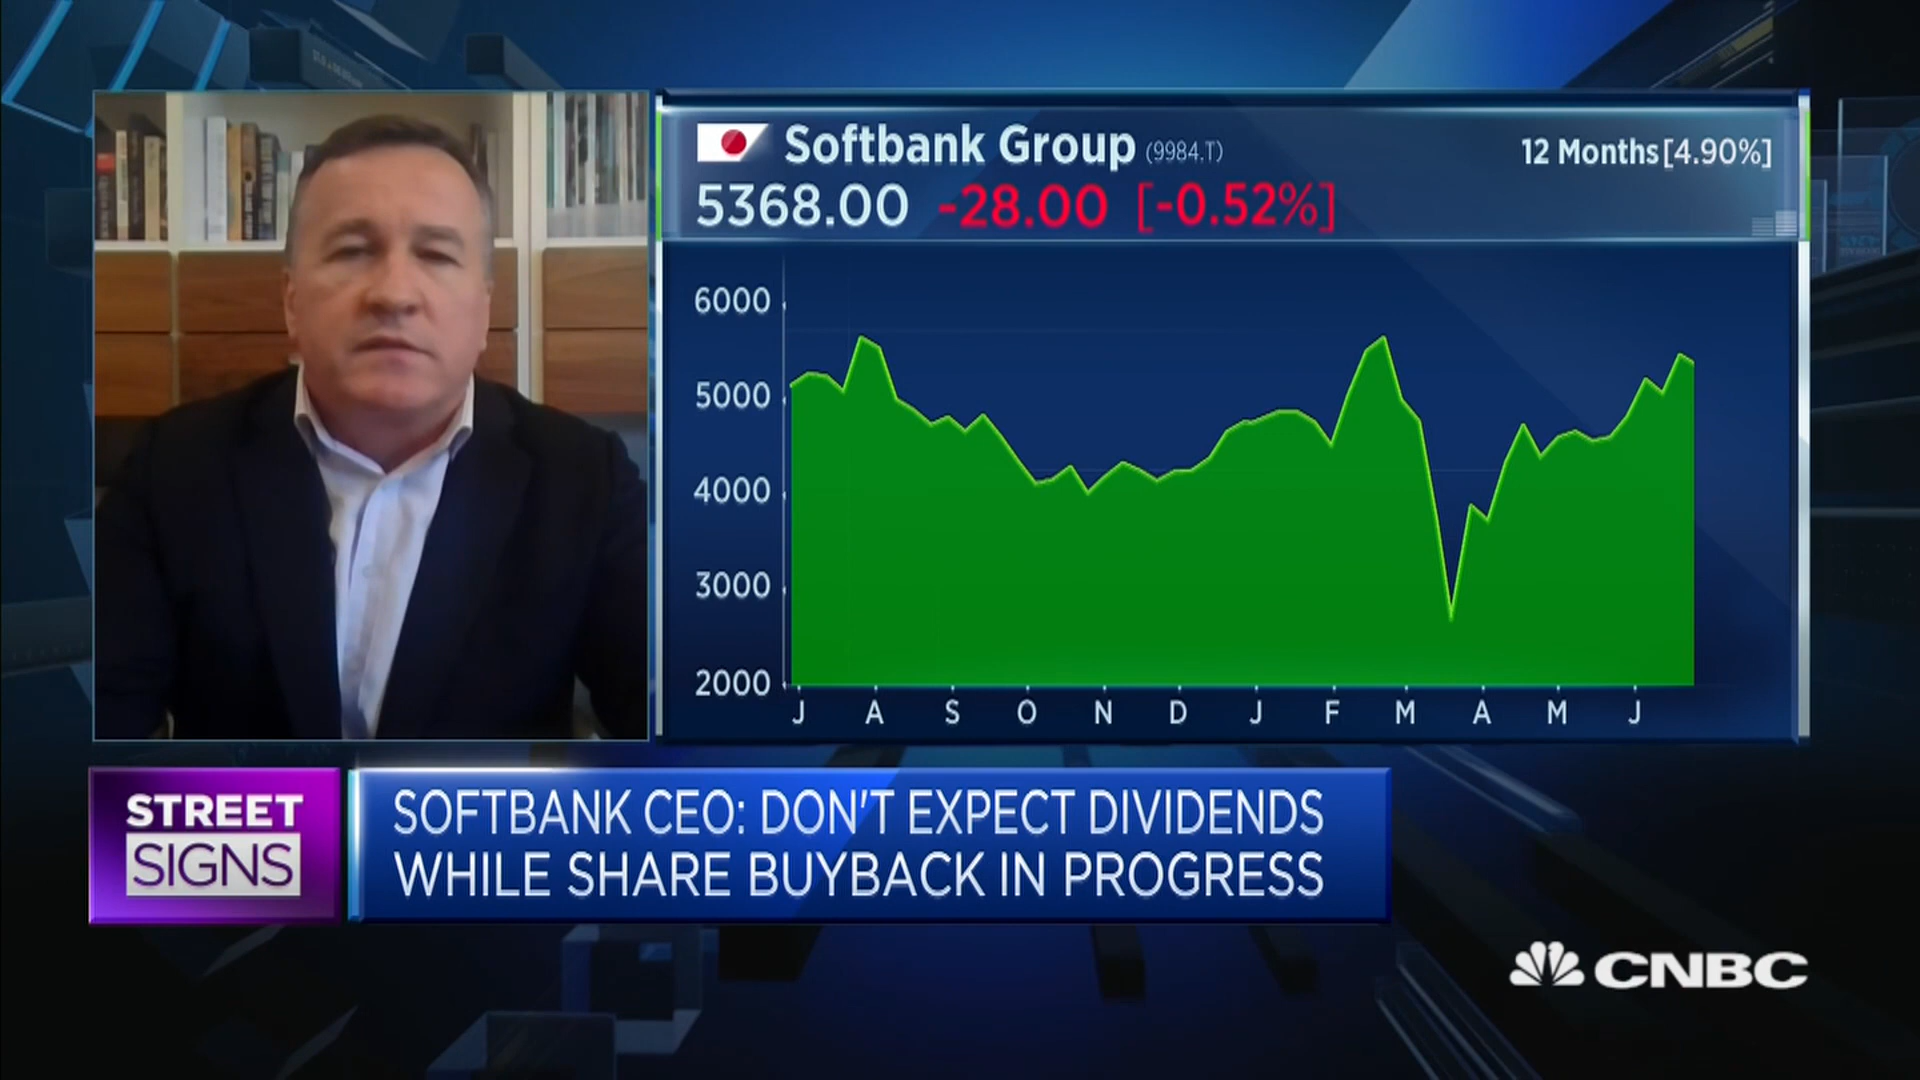 Softbank Group (9984.T)
12 Months[4.90%]
5368.00 -28.00 [-0.52%]
6000
5000
4000
3000
2000
J A S O N D J F M A M J
STREET
SIGNS
SOFTBANK CEO: DON'T EXPECT DIVIDENDS
WHILE SHARE BUYBACK IN PROGRESS
CNBC